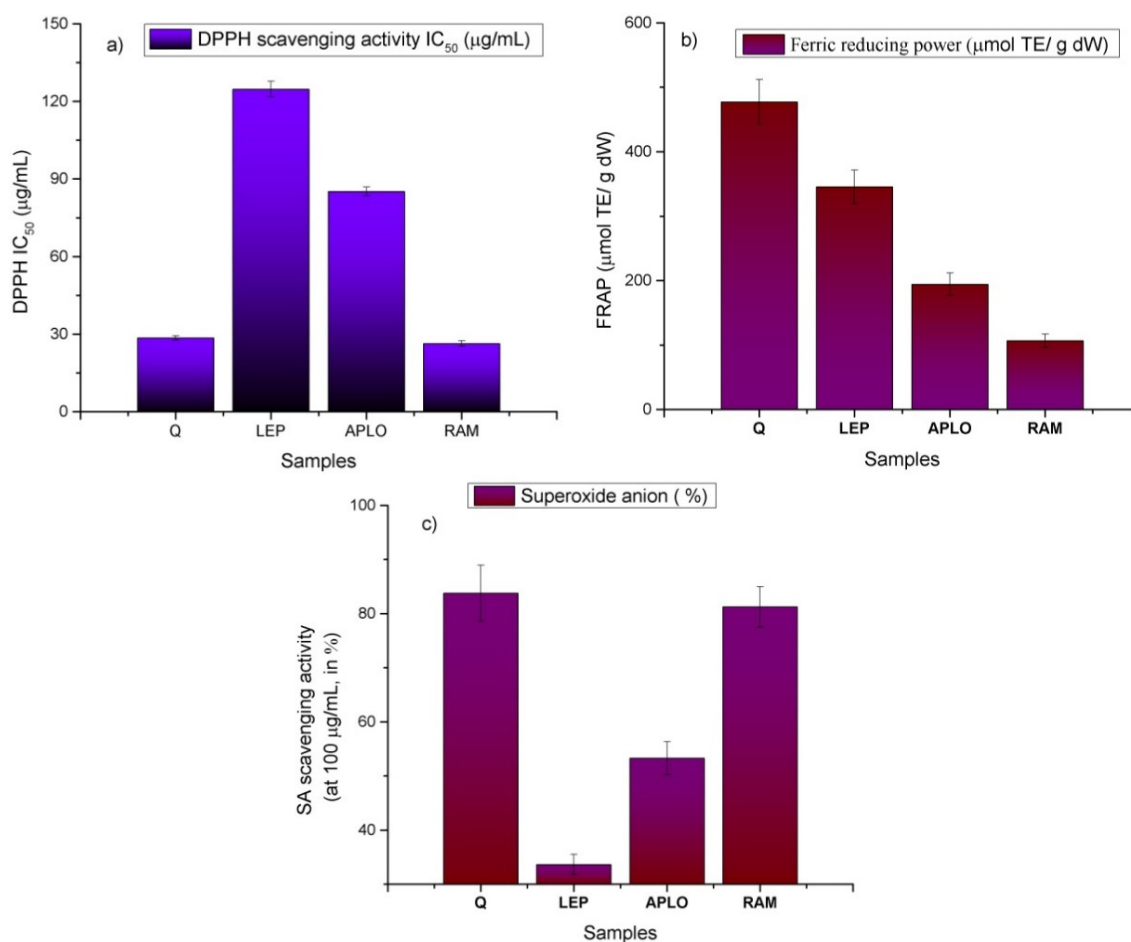 a)
DPPH scavenging activity IC50 (μg/mL)
150
120
90
60
30
0
DPPH IC50 (μg/mL)
Q LEP APLO RAM
Samples
b)
Ferric reducing power (μmol TE/ g dW)
600
400
200
0
FRAP (μmol TE/ g dW)
Q LEP APLO RAM
Samples
Superoxide anion ( %)
c)
100
80
60
40
SA scavenging activity
(at 100 μg/mL, in %)
Q LEP APLO RAM
Samples